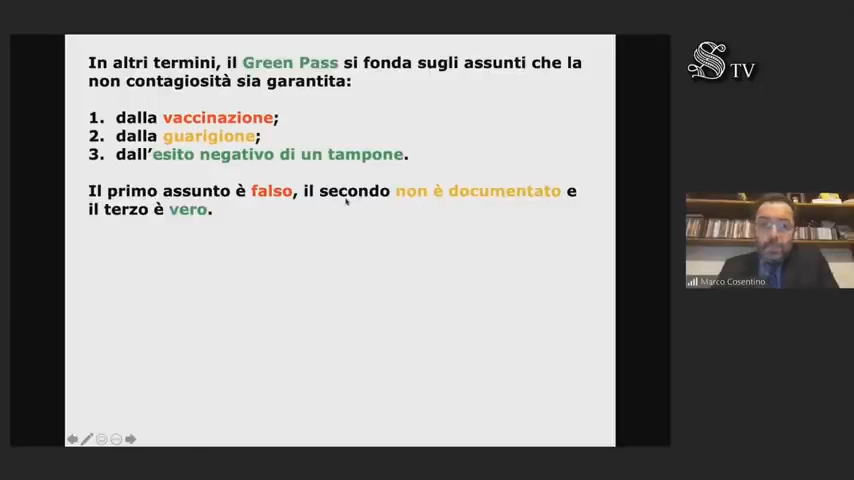 In altri termini, il Green Pass si fonda sugli assunti che la
non contagiosità sia garantita:
1. dalla vaccinazione;
2. dalla guarigione;
3. dall'esito negativo di un tampone.
Il primo assunto è falso, il secondo non è documentato e
il terzo è vero.
S TV
Marco Cosentino